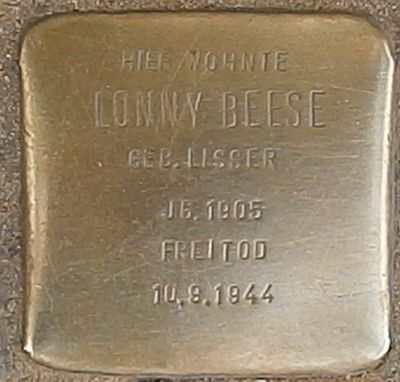 HIER WOHNTE
LONNY BEESE
GEB. LISSER
JG. 1905
FREITOD
10.9.1944